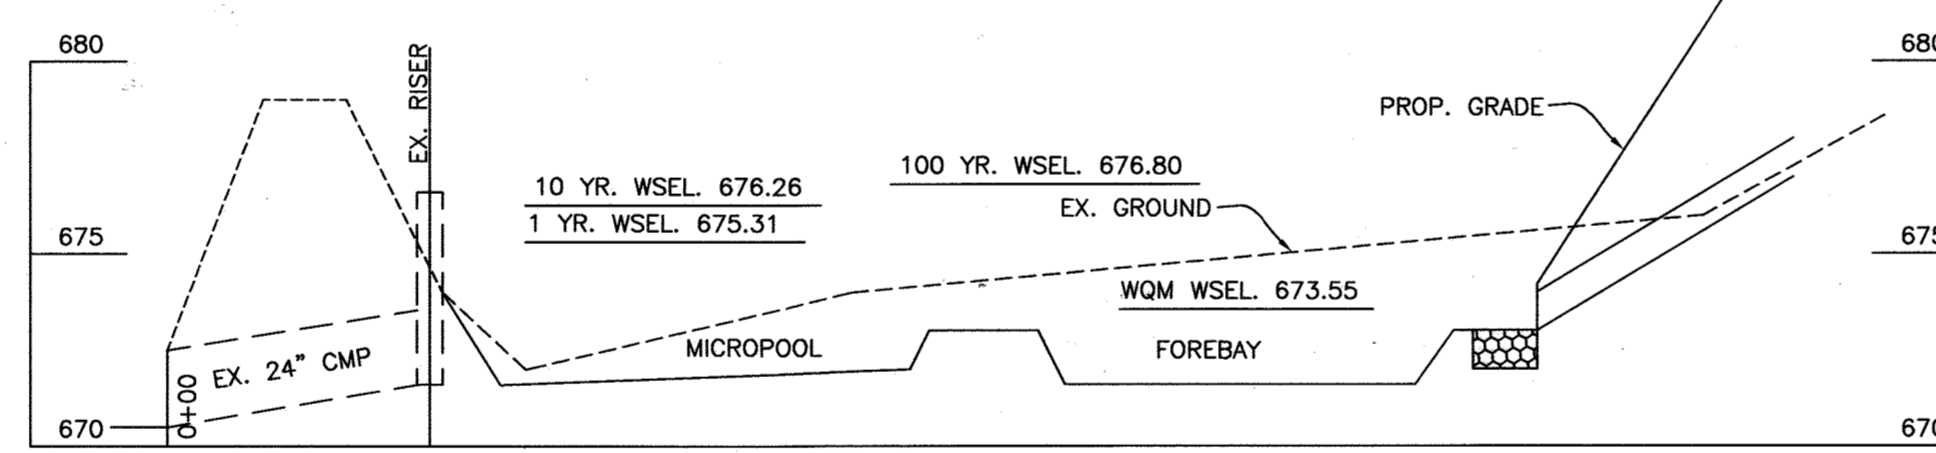 680
680
EX. RISER
PROP. GRADE
100 YR. WSEL. 676.80
10 YR. WSEL. 676.26
EX. GROUND
1 YR. WSEL. 675.31
675
675
WQM WSEL. 673.55
MICROPOOL
FOREBAY
EX. 24" CMP
0+00
670
670